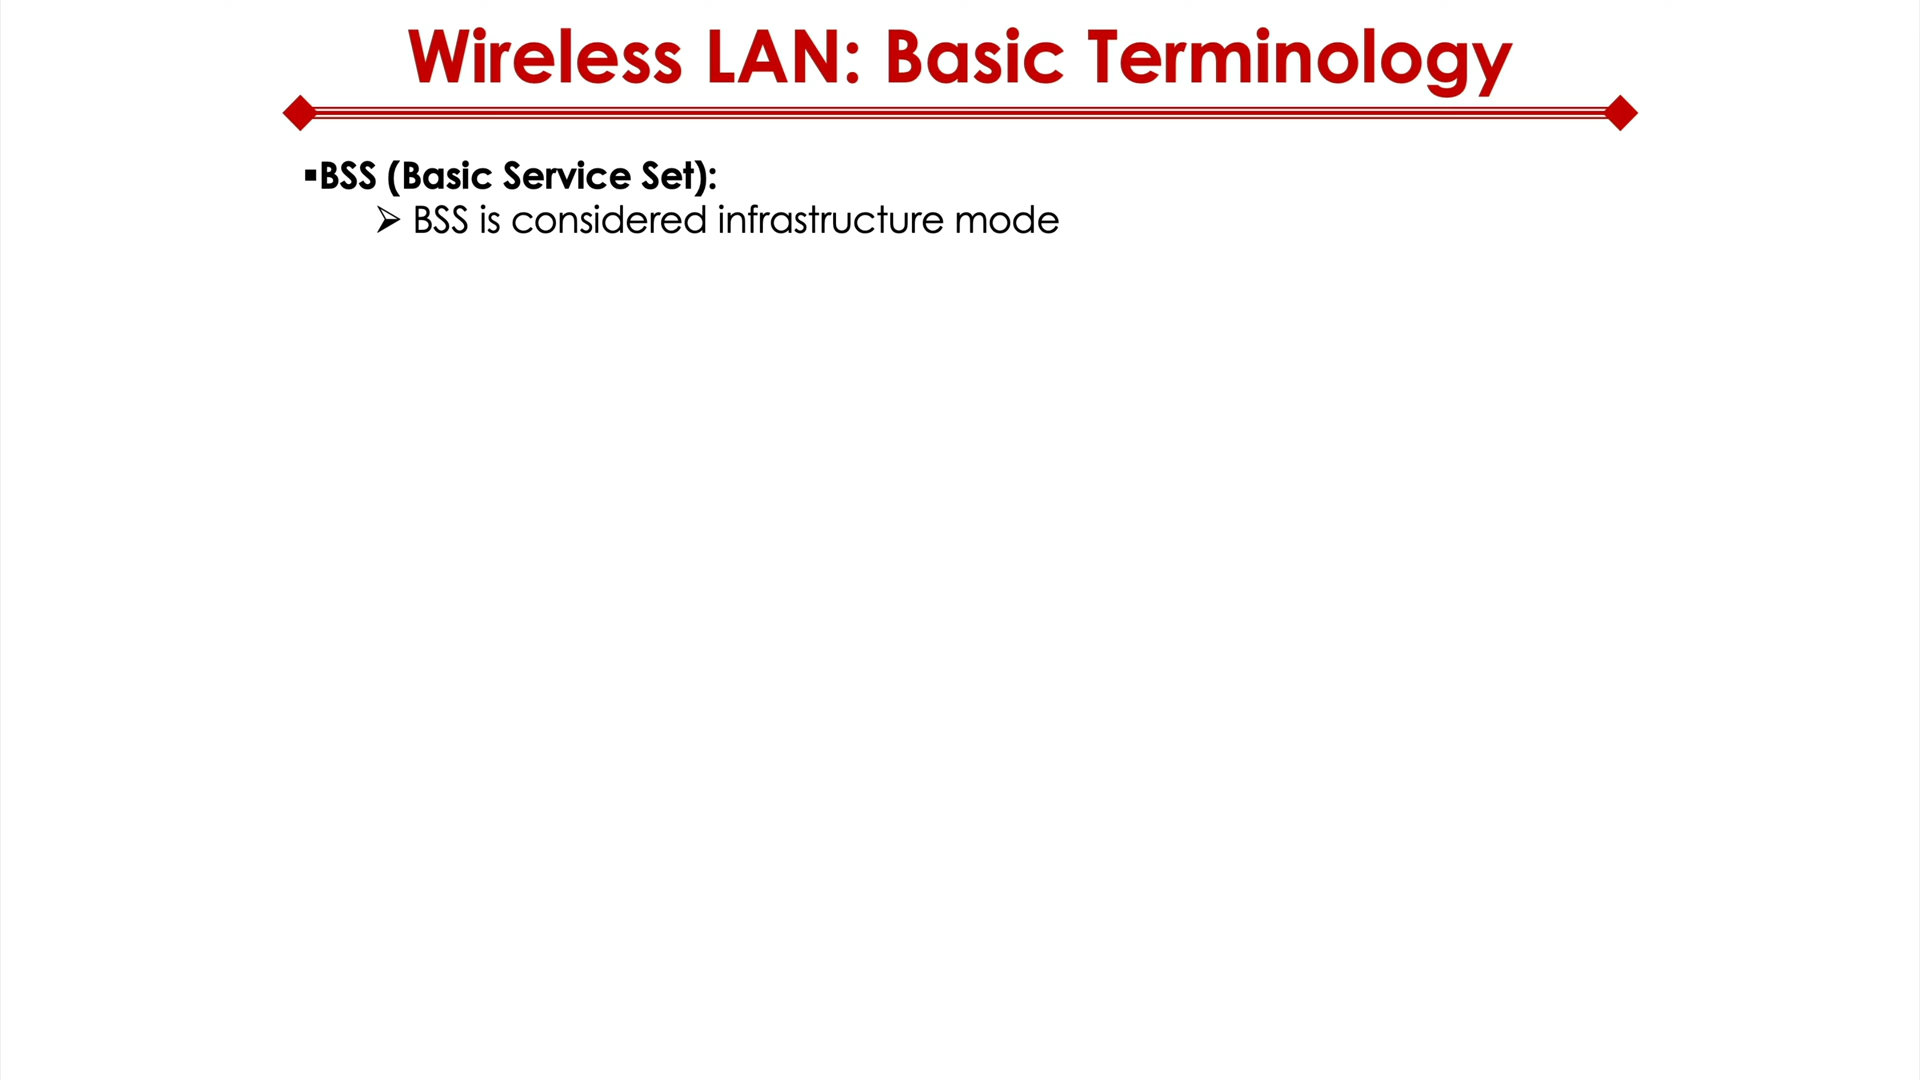 Wireless LAN: Basic Terminology
▪BSS (Basic Service Set):
➢ BSS is considered infrastructure mode